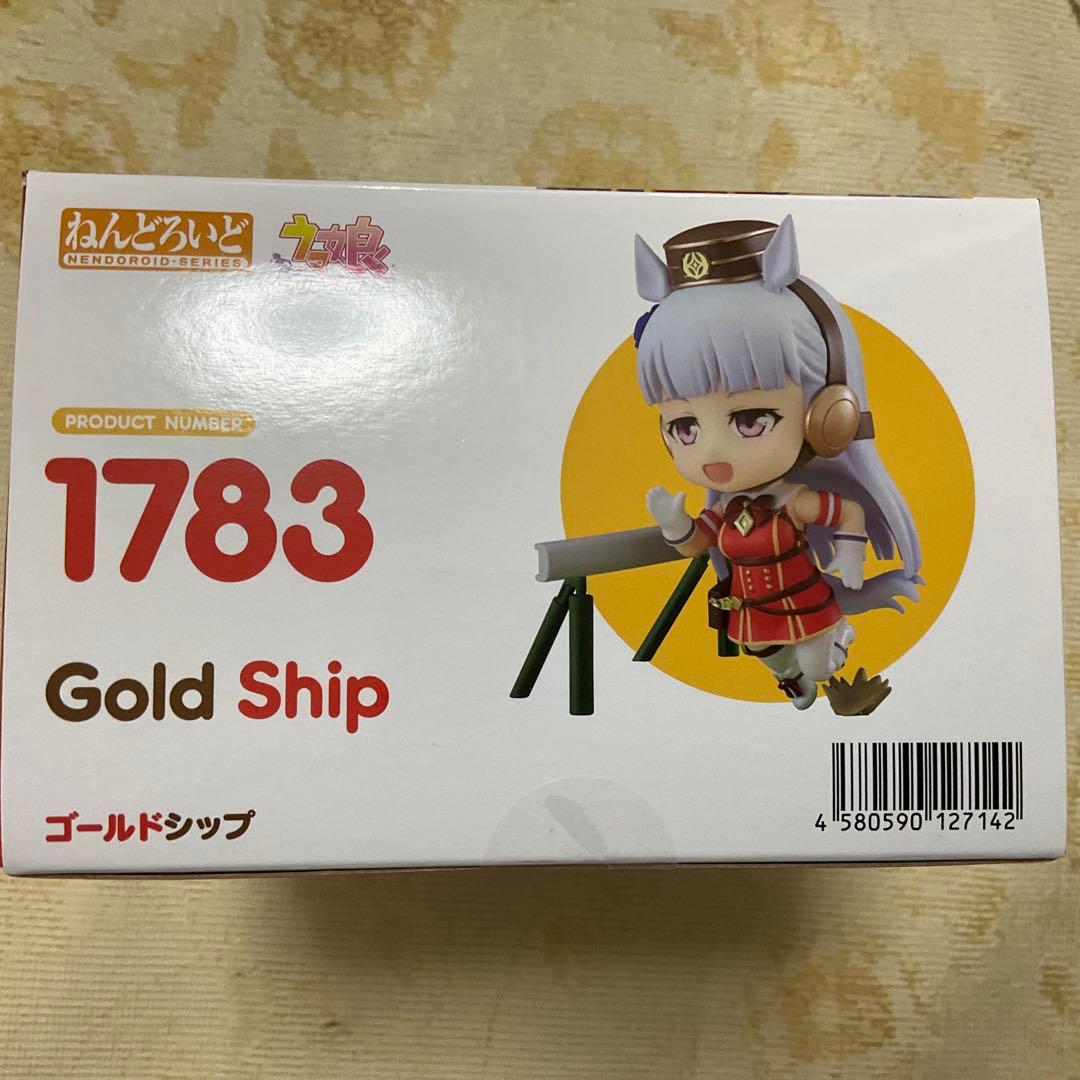 ねんどろいど
NENDOROID-SERIES
ウマ娘
PRODUCT NUMBER
1783
Gold Ship
ゴールドシップ
4 580590 127142